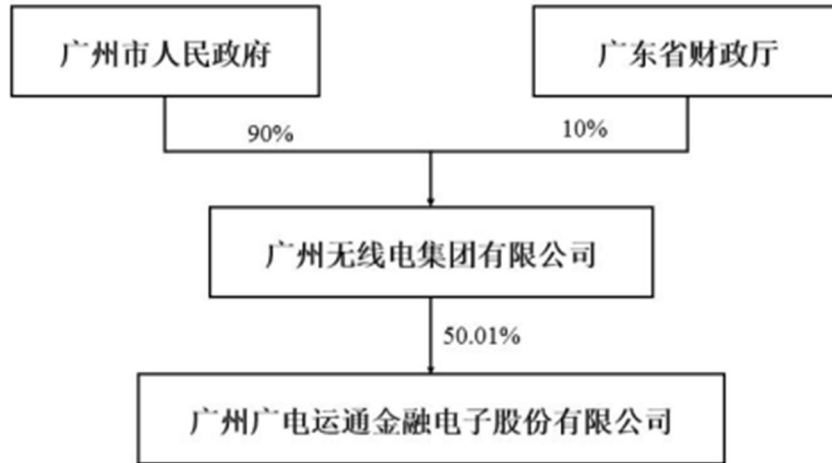 广州市人民政府
广东省财政厅
90%
10%
广州无线电集团有限公司
50.01%
广州广电运通金融电子股份有限公司